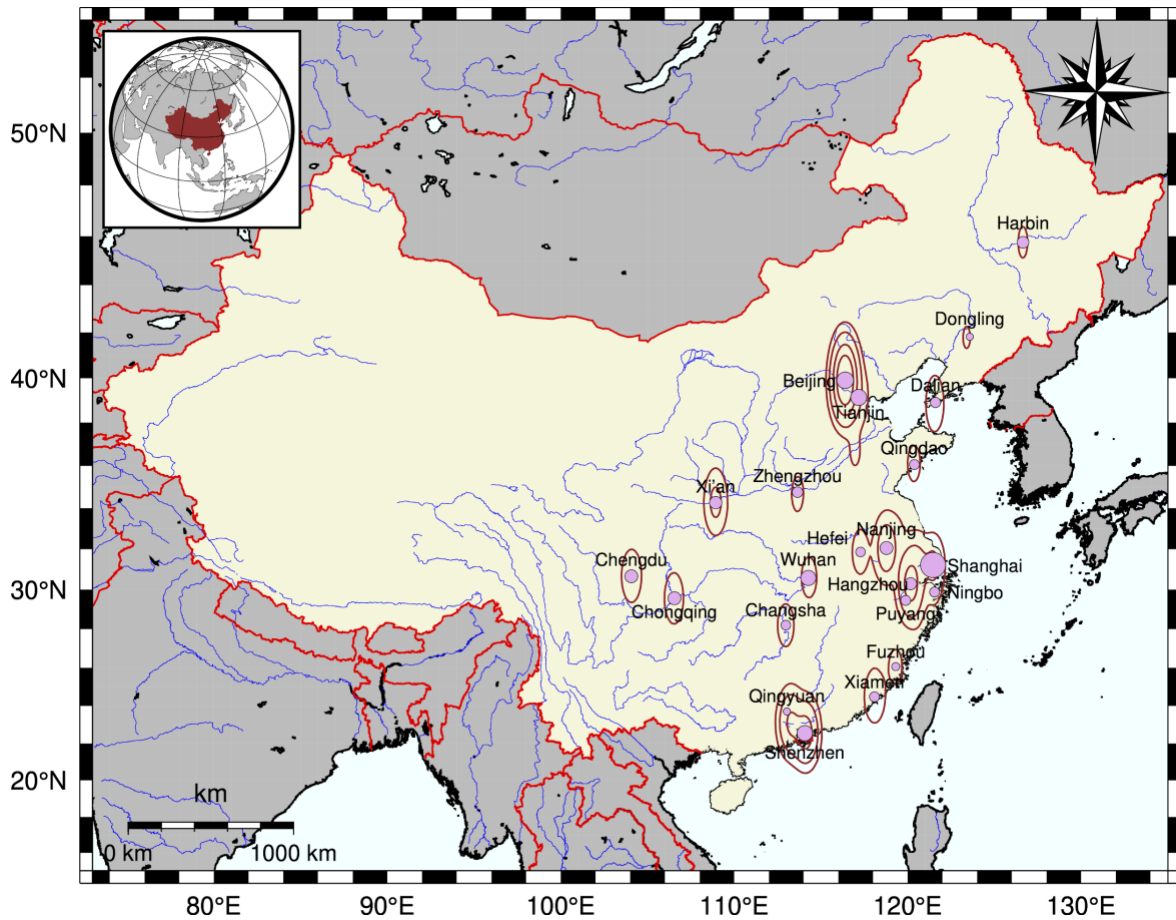 50°N
40°N
30°N
20°N
Harbin
Dongling
Beijing
Tianjin
Dalian
Qingdao
Zhengzhou
Xi'an
Hefei
Nanjing
Wuhan
Shanghai
Chengdu
Hangzhou
Ningbo
Chongqing
Changsha
Puyang
Fuzhou
Xiamen
Qingyuan
Shenzhen
km
0 km 1000 km
80°E 90°E 100°E 110°E 120°E 130°E